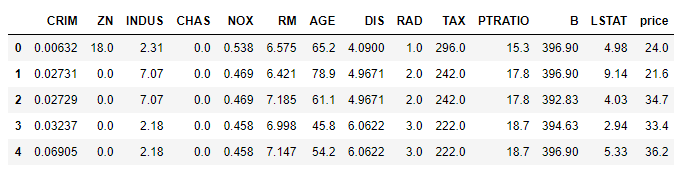 CRIM ZN INDUS CHAS NOX RM AGE DIS RAD TAX PTRATIO B LSTAT price
0 0.00632 18.0 2.31 0.0 0.538 6.575 65.2 4.0900 1.0 296.0 15.3 396.90 4.98 24.0
1 0.02731 0.0 7.07 0.0 0.469 6.421 78.9 4.9671 2.0 242.0 17.8 396.90 9.14 21.6
2 0.02729 0.0 7.07 0.0 0.469 7.185 61.1 4.9671 2.0 242.0 17.8 392.83 4.03 34.7
3 0.03237 0.0 2.18 0.0 0.458 6.998 45.8 6.0622 3.0 222.0 18.7 394.63 2.94 33.4
4 0.06905 0.0 2.18 0.0 0.458 7.147 54.2 6.0622 3.0 222.0 18.7 396.90 5.33 36.2